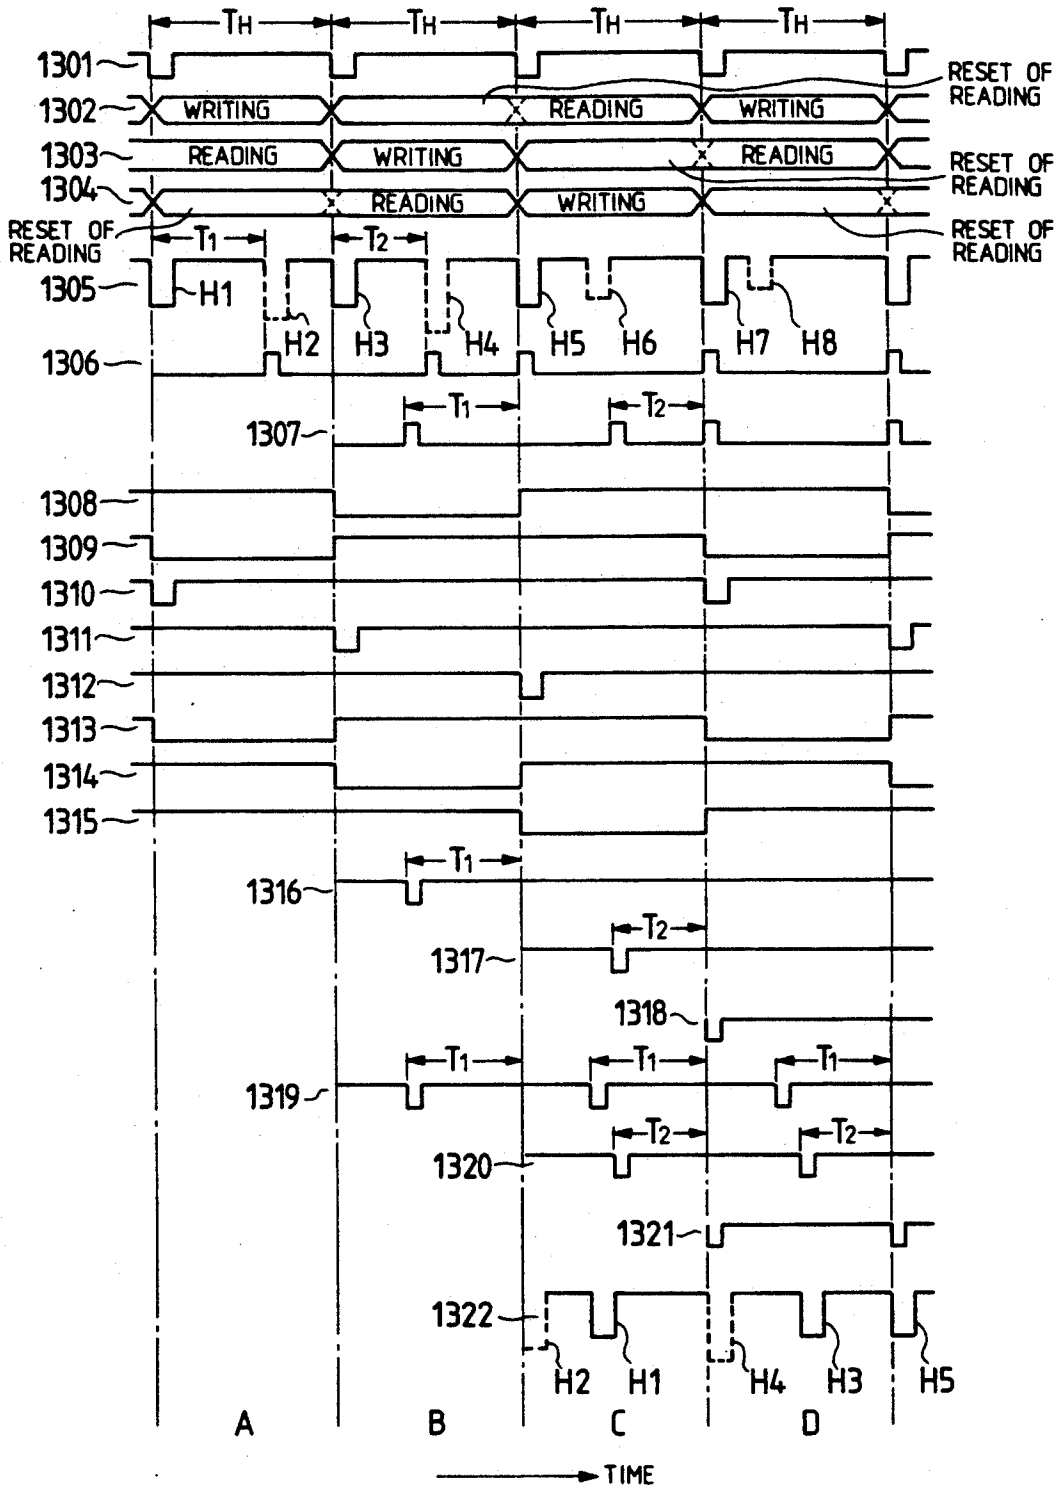 TH TH TH TH
1301
RESET OF
READING
1302 WRITING READING WRITING
1303 READING WRITING READING
RESET OF
READING
1304 READING WRITING
RESET OF
READING
T1 T2
RESET OF
READING
1305 H1 H2 H3 H4 H5 H6 H7 H8
1306
T1 T2
1307
1308
1309
1310
1311
1312
1313
1314
1315
T1
1316
T2
1317
1318
T1 T1 T1
1319
T2 T2
1320
1321
1322
H2 H1 H4 H3 H5
A B C D
TIME